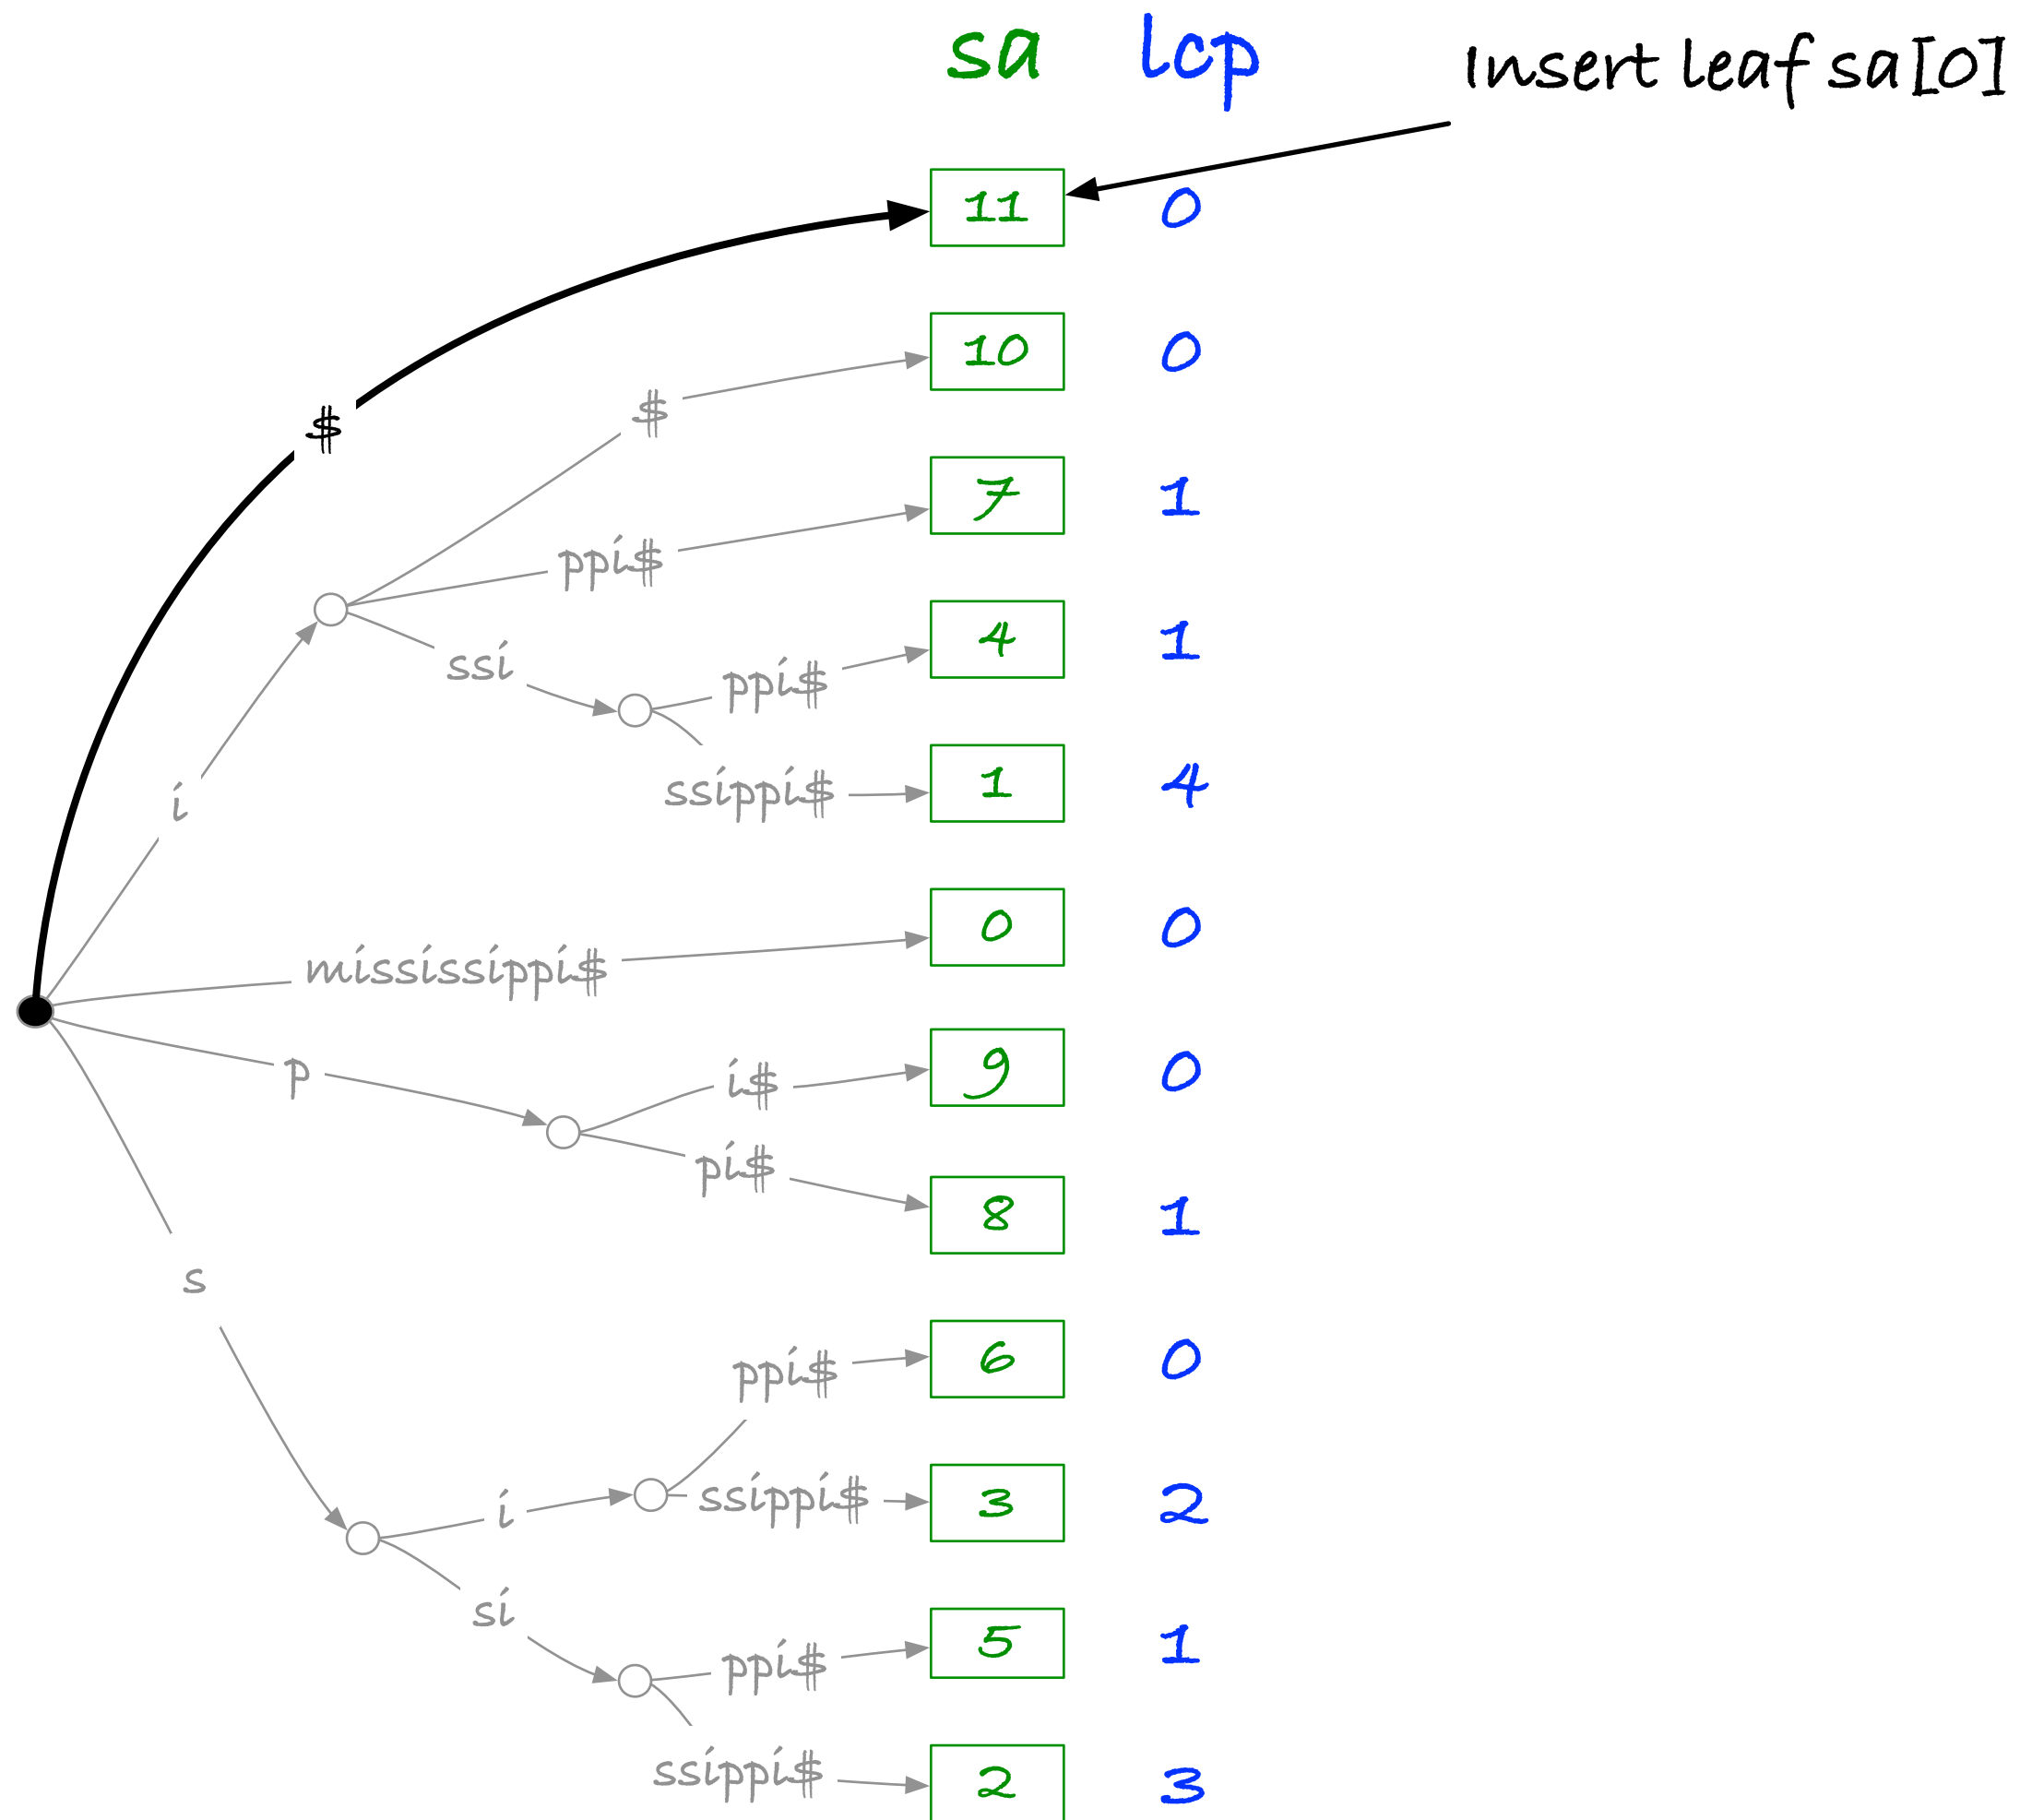 sa lcp
Insert leaf sa[0]
11 0
10 0
$
$
7 1
ppi$
4 1
ssi
ppi$
1 4
ssippi$
i
0 0
mississippi$
9 0
p
i$
8 1
pi$
s
6 0
ppi$
3 2
i
ssippi$
5 1
si
ppi$
2 3
ssippi$